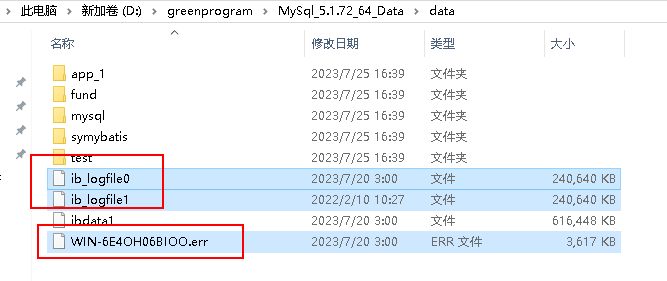 此电脑 > 新加卷 (D:) > greenprogram > MySql_5.1.72_64_Data > data
名称 修改日期 类型 大小
app_1 2023/7/25 16:39 文件夹
fund 2023/7/25 16:39 文件夹
mysql 2023/7/25 16:39 文件夹
symybatis 2023/7/25 16:39 文件夹
test 2023/7/25 16:39 文件夹
ib_logfile0 2023/7/20 3:00 文件 240,640 KB
ib_logfile1 2022/2/10 10:27 文件 240,640 KB
ibdata1 2023/7/20 3:00 文件 616,448 KB
WIN-6E4OH06BIOO.err 2023/7/20 3:00 ERR 文件 3,617 KB